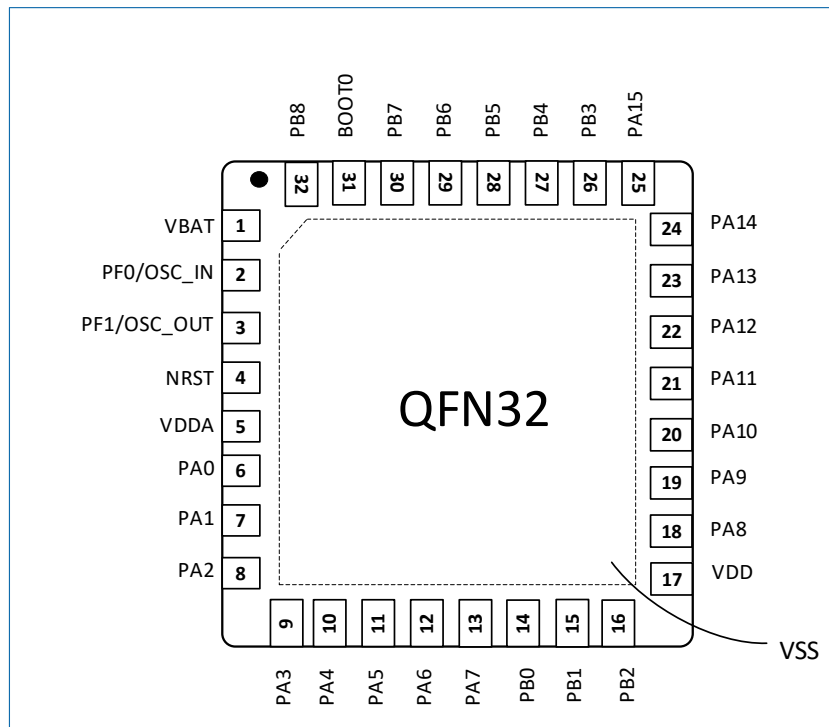 PB8
BOOT0
PB7
PB6
PB5
PB4
PB3
PA15
32
31
30
29
28
27
26
25
VBAT 1
PF0/OSC_IN 2
PF1/OSC_OUT 3
NRST 4
VDDA 5
PA0 6
PA1 7
PA2 8
QFN32
24 PA14
23 PA13
22 PA12
21 PA11
20 PA10
19 PA9
18 PA8
17 VDD
9
10
11
12
13
14
15
16
PA3
PA4
PA5
PA6
PA7
PB0
PB1
PB2
VSS